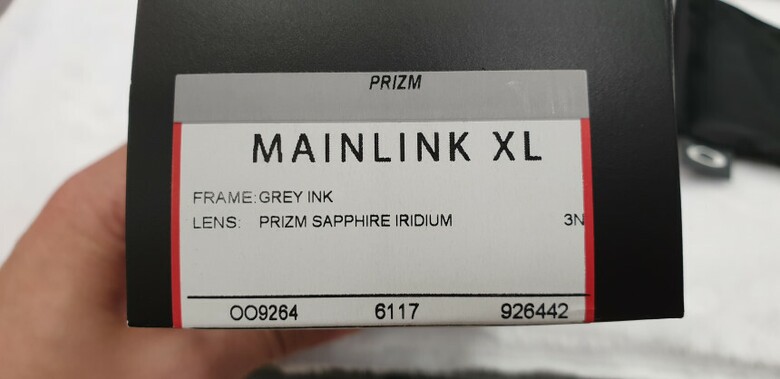 PRIZM
MAINLINK XL
FRAME: GREY INK
LENS: PRIZM SAPPHIRE IRIDIUM 3N
OO9264 6117 926442